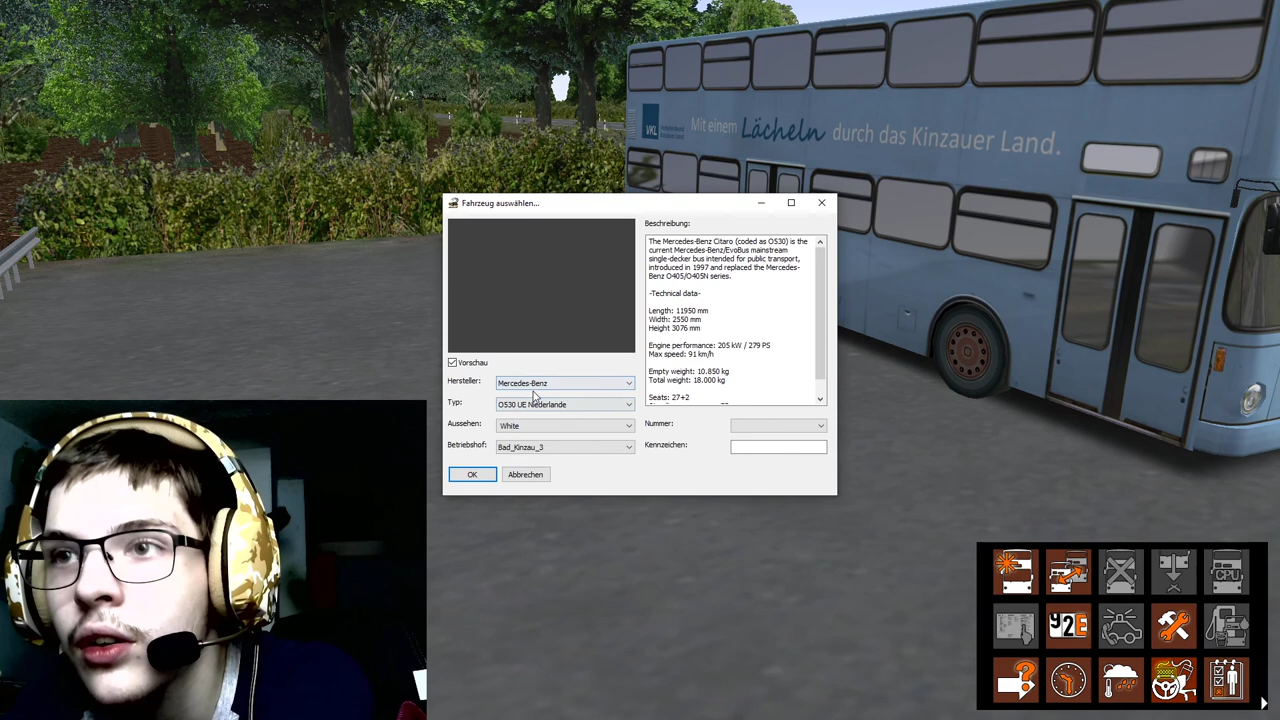 VKL
Mit einem Lächeln durch das Kinzauer Land.
Fahrzeug auswählen...
Beschreibung:
The Mercedes-Benz Citaro (coded as O530) is the
current Mercedes-Benz/EvoBus mainstream
single-decker bus intended for public transport,
introduced in 1997 and replaced the Mercedes-
Benz O405/O405N series.
-Technical data-
Length: 11950 mm
Width: 2550 mm
Height 3076 mm
Engine performance: 205 kW / 279 PS
Max speed: 91 km/h
Empty weight: 10.850 kg
Total weight: 18.000 kg
Seats: 27+2
Vorschau
Hersteller: Mercedes-Benz
Typ: O530 UE Niederlande
Aussehen: White
Nummer:
Betriebshof: Bad_Kinzau_3
Kennzeichen:
OK
Abbrechen
CPU
92E